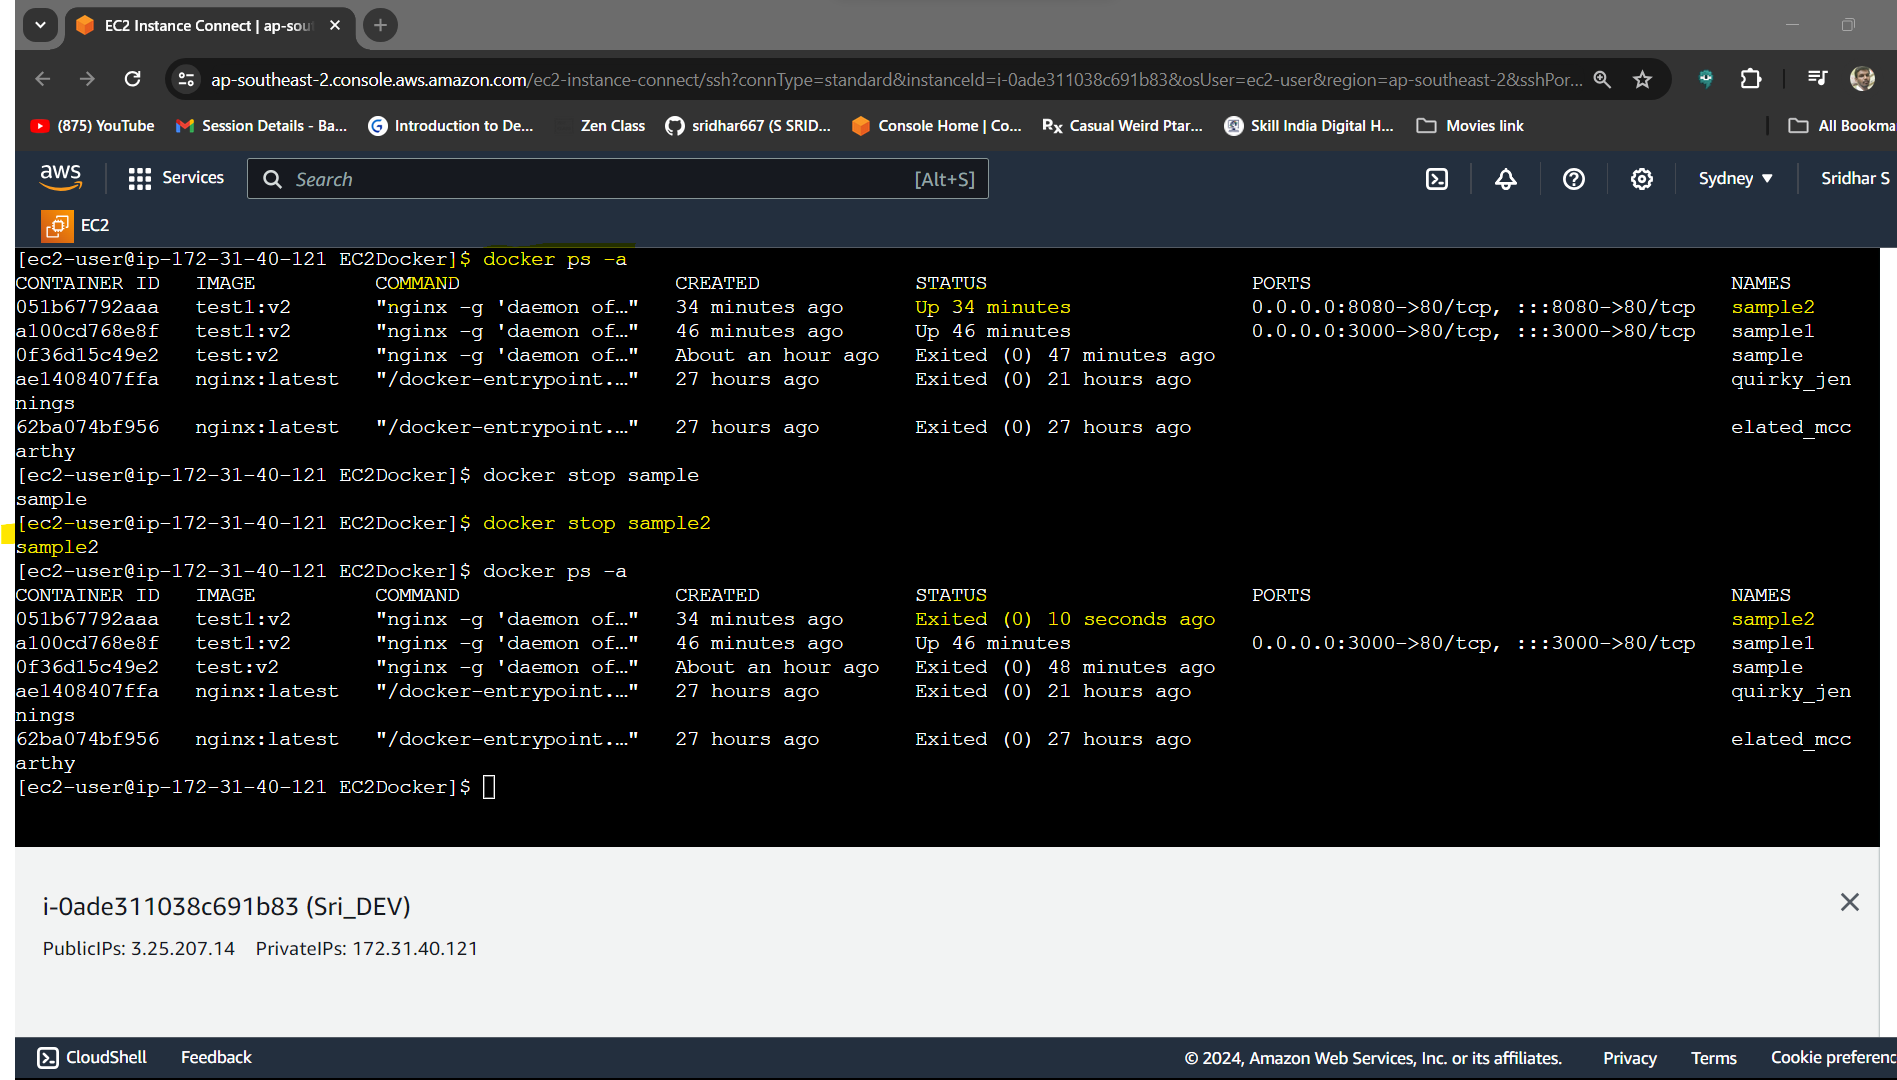 EC2 Instance Connect | ap-sou
ap-southeast-2.console.aws.amazon.com/ec2-instance-connect/ssh?connType=standard&instanceId=i-0ade311038c691b83&osUser=ec2-user&region=ap-southeast-2&sshPor...
(875) YouTube Session Details - Ba... Introduction to De... Zen Class sridhar667 (S SRID... Console Home | Co... Rx Casual Weird Ptar... Skill India Digital H... Movies link All Bookma
aws Services Search [Alt+S] Sydney ▼ Sridhar S
EC2
[ec2-user@ip-172-31-40-121 EC2Docker]$ docker ps -a
CONTAINER ID IMAGE COMMAND CREATED STATUS PORTS NAMES
051b67792aaa test1:v2 "nginx -g 'daemon of…" 34 minutes ago Up 34 minutes 0.0.0.0:8080->80/tcp, :::8080->80/tcp sample2
a100cd768e8f test1:v2 "nginx -g 'daemon of…" 46 minutes ago Up 46 minutes 0.0.0.0:3000->80/tcp, :::3000->80/tcp sample1
0f36d15c49e2 test:v2 "nginx -g 'daemon of…" About an hour ago Exited (0) 47 minutes ago sample
ae1408407ffa nginx:latest "/docker-entrypoint.…" 27 hours ago Exited (0) 21 hours ago quirky_jen
nings
62ba074bf956 nginx:latest "/docker-entrypoint.…" 27 hours ago Exited (0) 27 hours ago elated_mcc
arthy
[ec2-user@ip-172-31-40-121 EC2Docker]$ docker stop sample
sample
[ec2-user@ip-172-31-40-121 EC2Docker]$ docker stop sample2
sample2
[ec2-user@ip-172-31-40-121 EC2Docker]$ docker ps -a
CONTAINER ID IMAGE COMMAND CREATED STATUS PORTS NAMES
051b67792aaa test1:v2 "nginx -g 'daemon of…" 34 minutes ago Exited (0) 10 seconds ago sample2
a100cd768e8f test1:v2 "nginx -g 'daemon of…" 46 minutes ago Up 46 minutes 0.0.0.0:3000->80/tcp, :::3000->80/tcp sample1
0f36d15c49e2 test:v2 "nginx -g 'daemon of…" About an hour ago Exited (0) 48 minutes ago sample
ae1408407ffa nginx:latest "/docker-entrypoint.…" 27 hours ago Exited (0) 21 hours ago quirky_jen
nings
62ba074bf956 nginx:latest "/docker-entrypoint.…" 27 hours ago Exited (0) 27 hours ago elated_mcc
arthy
[ec2-user@ip-172-31-40-121 EC2Docker]$
i-0ade311038c691b83 (Sri_DEV)
PublicIPs: 3.25.207.14 PrivateIPs: 172.31.40.121
CloudShell Feedback © 2024, Amazon Web Services, Inc. or its affiliates. Privacy Terms Cookie preferenc